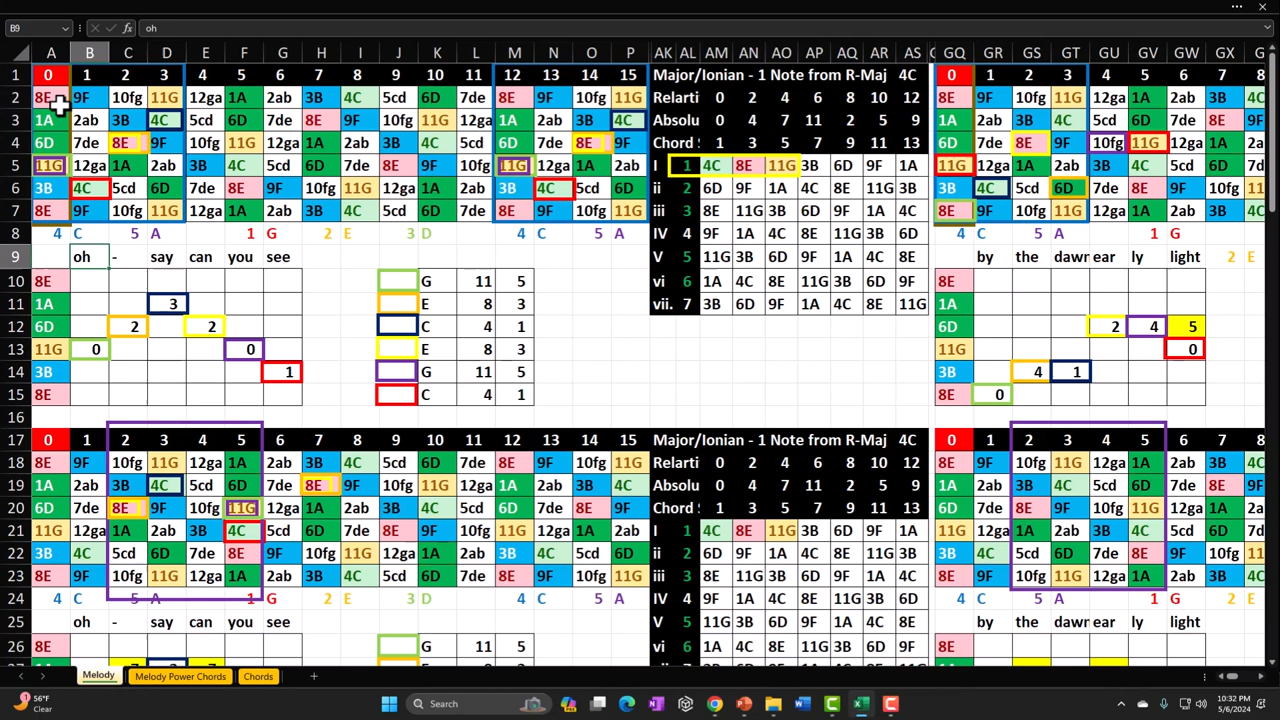 B9 fx oh
A B C D E F G H I J K L M N O P AK AL AM AN AO AP AQ AR AS GQ GR GS GT GU GV GW GX
1 0 1 2 3 4 5 6 7 8 9 10 11 12 13 14 15 Major/Ionian - 1 Note from R-Maj 4C 0 1 2 3 4 5 6 7 8
2 8E 9F 10fg 11G 12ga 1A 2ab 3B 4C 5cd 6D 7de 8E 9F 10fg 11G Relarti 0 2 4 6 8 10 12 8E 9F 10fg 11G 12ga 1A 2ab 3B
3 1A 2ab 3B 4C 5cd 6D 7de 8E 9F 10fg 11G 12ga 1A 2ab 3B 4C Absolu 0 4 7 11 2 5 9 1A 2ab 3B 4C 5cd 6D 7de 8E
4 6D 7de 8E 9F 10fg 11G 12ga 1A 2ab 3B 4C 5cd 6D 7de 8E 9F Chord 1 3 5 7 9 11 13 6D 7de 8E 9F 10fg 11G 12ga 1A
5 11G 12ga 1A 2ab 3B 4C 5cd 6D 7de 8E 9F 10fg 11G 12ga 1A 2ab I 1 4C 8E 11G 3B 6D 9F 1A 11G 12ga 1A 2ab 3B 4C 5cd 6D
6 3B 4C 5cd 6D 7de 8E 9F 10fg 11G 12ga 1A 2ab 3B 4C 5cd 6D ii 2 6D 9F 1A 4C 8E 11G 3B 3B 4C 5cd 6D 7de 8E 9F 10fg
7 8E 9F 10fg 11G 12ga 1A 2ab 3B 4C 5cd 6D 7de 8E 9F 10fg 11G iii 3 8E 11G 3B 6D 9F 1A 4C 8E 9F 10fg 11G 12ga 1A 2ab 3B
8 4 C 5 A 1 G 2 E 3 D 4 C 5 A IV 4 9F 1A 4C 8E 11G 3B 6D 4 C 5 A 1 G
9 oh - say can you see V 5 11G 3B 6D 9F 1A 4C 8E by the dawn ear ly light 2 E
10 8E G 11 5 vi 6 1A 4C 8E 11G 3B 6D 9F 8E
11 1A 3 E 8 3 vii. 7 3B 6D 9F 1A 4C 8E 11G 1A
12 6D 2 2 C 4 1 6D 2 4 5
13 11G 0 0 E 8 3 11G 0
14 3B 1 G 11 5 3B 4 1
15 8E C 4 1 8E 0
16
17 0 1 2 3 4 5 6 7 8 9 10 11 12 13 14 15 Major/Ionian - 1 Note from R-Maj 4C 0 1 2 3 4 5 6 7 8
18 8E 9F 10fg 11G 12ga 1A 2ab 3B 4C 5cd 6D 7de 8E 9F 10fg 11G Relarti 0 2 4 6 8 10 12 8E 9F 10fg 11G 12ga 1A 2ab 3B
19 1A 2ab 3B 4C 5cd 6D 7de 8E 9F 10fg 11G 12ga 1A 2ab 3B 4C Absolu 0 4 7 11 2 5 9 1A 2ab 3B 4C 5cd 6D 7de 8E
20 6D 7de 8E 9F 10fg 11G 12ga 1A 2ab 3B 4C 5cd 6D 7de 8E 9F Chord 1 3 5 7 9 11 13 6D 7de 8E 9F 10fg 11G 12ga 1A
21 11G 12ga 1A 2ab 3B 4C 5cd 6D 7de 8E 9F 10fg 11G 12ga 1A 2ab I 1 4C 8E 11G 3B 6D 9F 1A 11G 12ga 1A 2ab 3B 4C 5cd 6D
22 3B 4C 5cd 6D 7de 8E 9F 10fg 11G 12ga 1A 2ab 3B 4C 5cd 6D ii 2 6D 9F 1A 4C 8E 11G 3B 3B 4C 5cd 6D 7de 8E 9F 10fg
23 8E 9F 10fg 11G 12ga 1A 2ab 3B 4C 5cd 6D 7de 8E 9F 10fg 11G iii 3 8E 11G 3B 6D 9F 1A 4C 8E 9F 10fg 11G 12ga 1A 2ab 3B
24 4 C 5 A 1 G 2 E 3 D 4 C 5 A IV 4 9F 1A 4C 8E 11G 3B 6D 4 C 5 A 1 G 2
25 oh - say can you see V 5 11G 3B 6D 9F 1A 4C 8E by the dawn ear ly light
26 8E G 11 5 vi 6 1A 4C 8E 11G 3B 6D 9F 8E
Melody Melody Power Chords Chords
56°F
Clear
Search
10:32 PM
5/6/2024